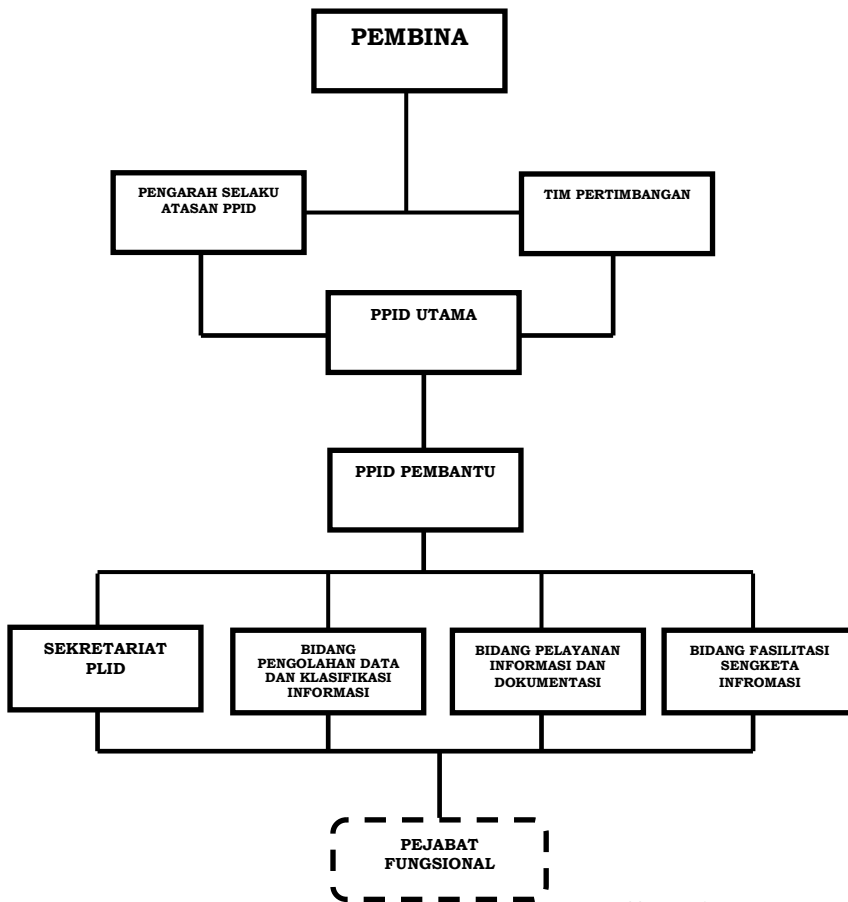 PEMBINA
PENGARAH SELAKU
ATASAN PPID
TIM PERTIMBANGAN
PPID UTAMA
PPID PEMBANTU
SEKRETARIAT
PLID
BIDANG
PENGOLAHAN DATA
DAN KLASIFIKASI
INFORMASI
BIDANG PELAYANAN
INFORMASI DAN
DOKUMENTASI
BIDANG FASILITASI
SENGKETA
INFROMASI
PEJABAT
FUNGSIONAL